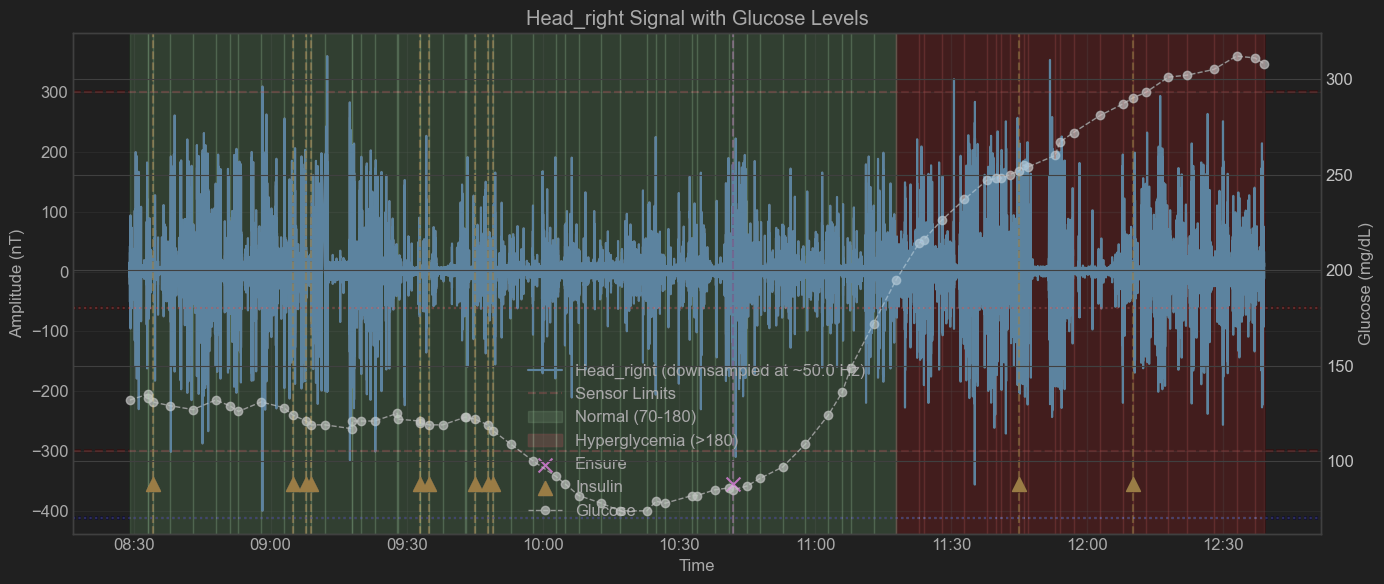 Head_right Signal with Glucose Levels
Amplitude (nT)
300
200
100
0
−100
−200
−300
−400
300
250
200
150
100
Glucose (mg/dL)
Head_right (downsampled at ~50.0 Hz)
Sensor Limits
Normal (70-180)
Hyperglycemia (>180)
Ensure
Insulin
Glucose
08:30 09:00 09:30 10:00 10:30 11:00 11:30 12:00 12:30
Time